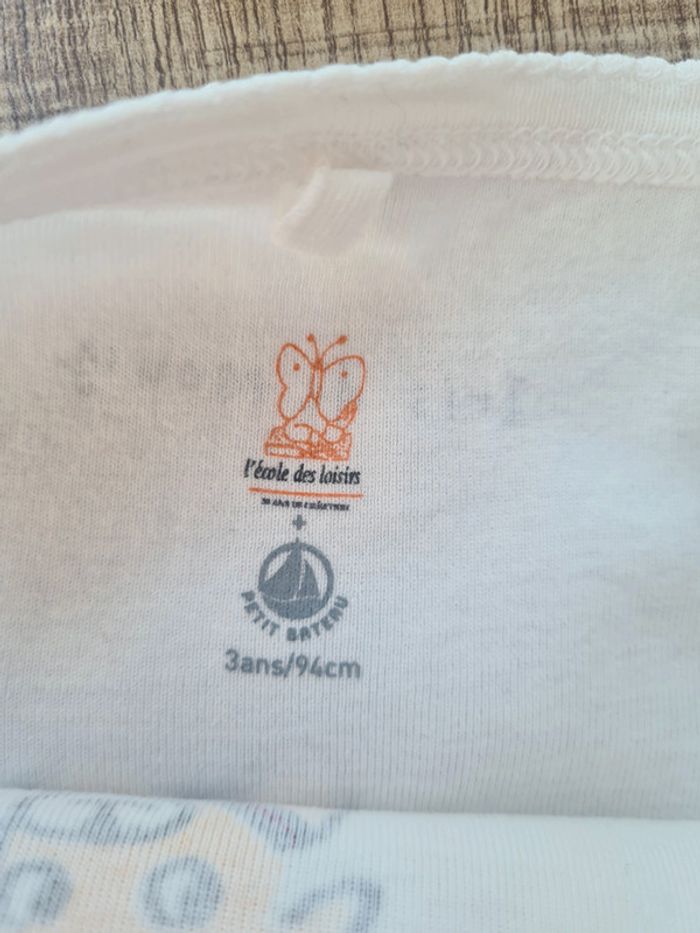 l'école des loisirs
+
PETIT BATEAU
3ans/94cm